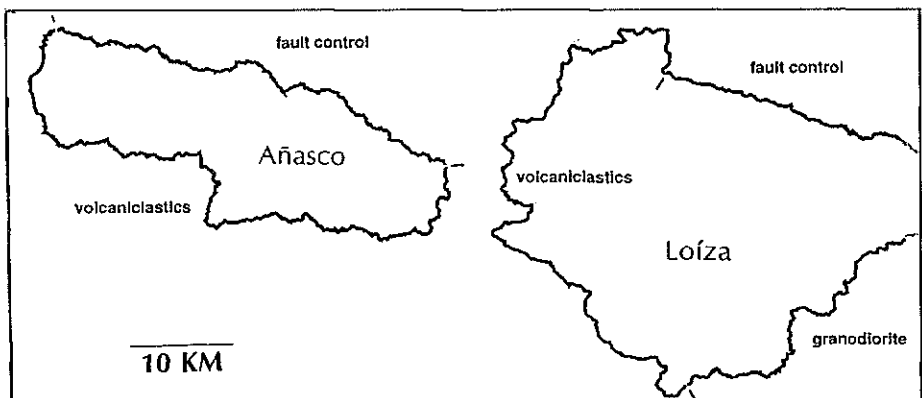 fault control
fault control
Añasco
volcaniclastics
volcaniclastics
Loíza
granodiorite
10 KM